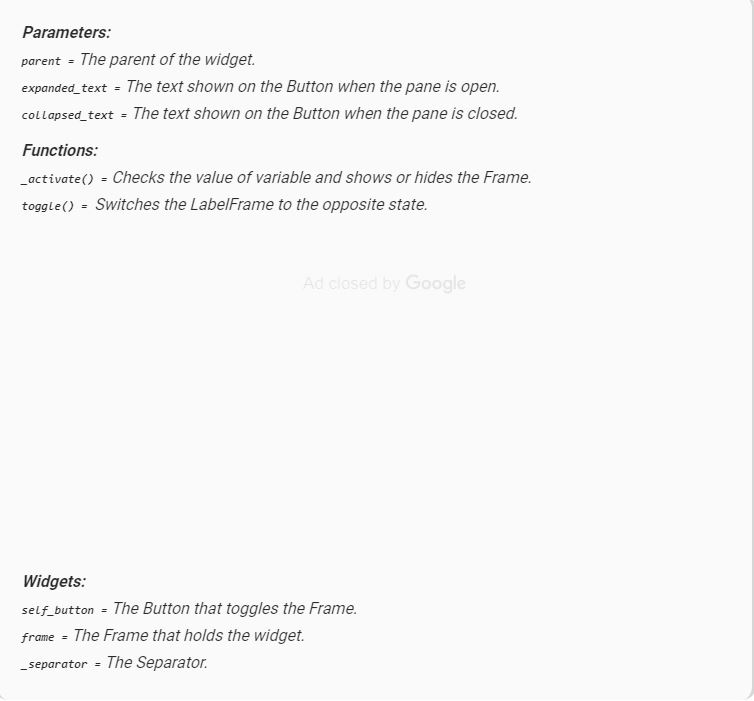 Parameters:
parent = The parent of the widget.
expanded_text = The text shown on the Button when the pane is open.
collapsed_text = The text shown on the Button when the pane is closed.
Functions:
_activate() = Checks the value of variable and shows or hides the Frame.
toggle() = Switches the LabelFrame to the opposite state.
Ad closed by Google
Widgets:
self_button = The Button that toggles the Frame.
frame = The Frame that holds the widget.
_separator = The Separator.